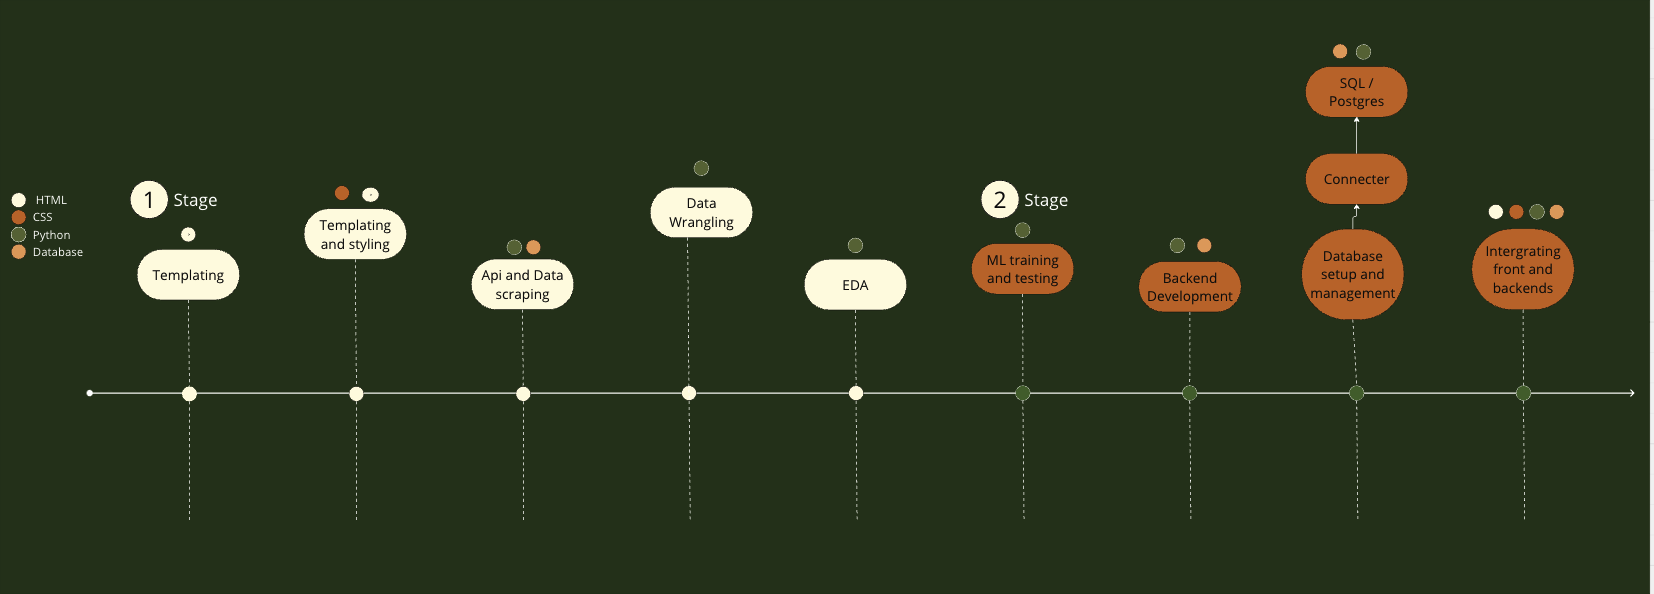 HTML
CSS
Python
Database
1 Stage
Templating
Templating
and styling
Api and Data
scraping
Data
Wrangling
EDA
2 Stage
ML training
and testing
Backend
Development
SQL /
Postgres
Connecter
Database
setup and
management
Intergrating
front and
backends